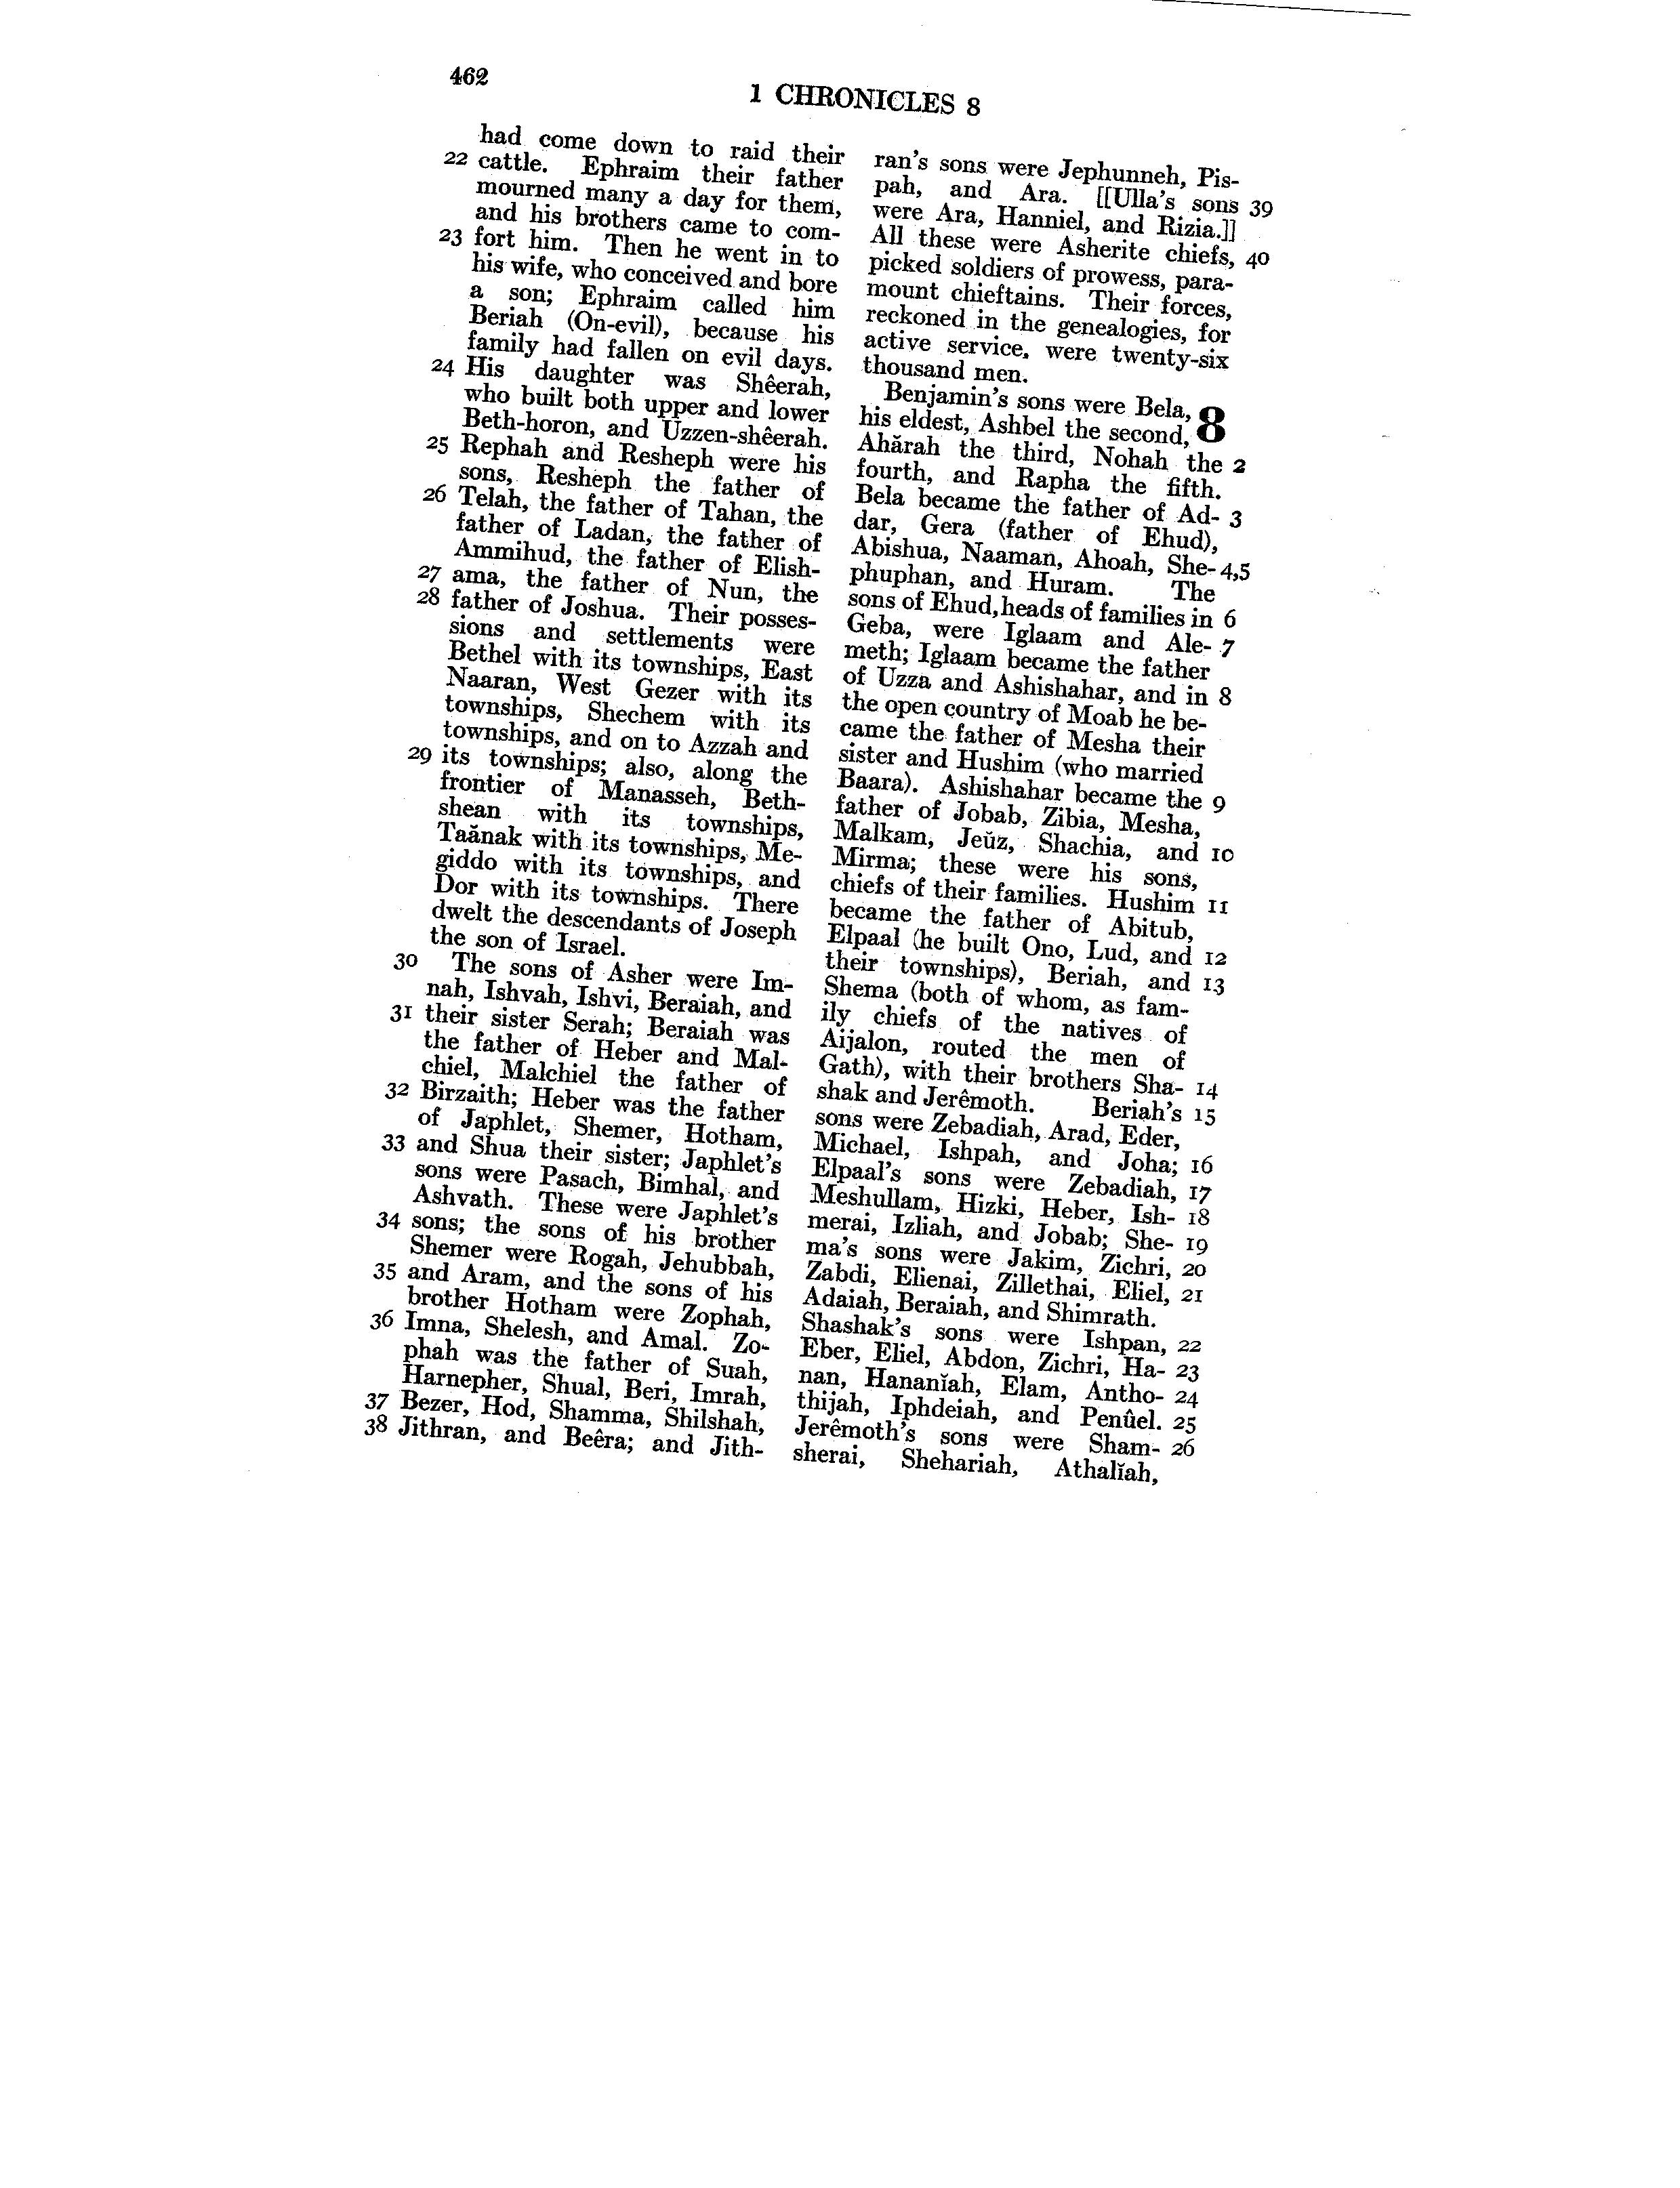 462
1 CHRONICLES 8
had come down to raid their
22 cattle. Ephraim their father
mourned many a day for them,
and his brothers came to com-
23 fort him. Then he went in to
his wife, who conceived and bore
a son; Ephraim called him
Beriah (On-evil), because his
family had fallen on evil days.
24 His daughter was Shêerah,
who built both upper and lower
Beth-horon, and Uzzen-shêerah.
25 Rephah and Resheph were his
sons, Resheph the father of
26 Telah, the father of Tahan, the
father of Ladan, the father of
Ammihud, the father of Elish-
27 ama, the father of Nun, the
28 father of Joshua. Their posses-
sions and settlements were
Bethel with its townships, East
Naaran, West Gezer with its
townships, Shechem with its
townships, and on to Azzah and
29 its townships; also, along the
frontier of Manasseh, Beth-
shean with its townships,
Taănak with its townships, Me-
giddo with its townships, and
Dor with its townships. There
dwelt the descendants of Joseph
the son of Israel.
30 The sons of Asher were Im-
nah, Ishvah, Ishvi, Beraiah, and
31 their sister Serah; Beraiah was
the father of Heber and Mal-
chiel, Malchiel the father of
32 Birzaith; Heber was the father
of Japhlet, Shemer, Hotham,
33 and Shua their sister; Japhlet's
sons were Pasach, Bimhal, and
Ashvath. These were Japhlet's
34 sons; the sons of his brother
Shemer were Rogah, Jehubbah,
35 and Aram, and the sons of his
brother Hotham were Zophah,
36 Imna, Shelesh, and Amal. Zo-
phah was the father of Suah,
Harnepher, Shual, Beri, Imrah,
37 Bezer, Hod, Shamma, Shilshah,
38 Jithran, and Beêra; and Jith-
ran's sons were Jephunneh, Pis-
pah, and Ara. [[Ulla's sons 39
were Ara, Hanniel, and Rizia.]]
All these were Asherite chiefs, 40
picked soldiers of prowess, para-
mount chieftains. Their forces,
reckoned in the genealogies, for
active service, were twenty-six
thousand men.
Benjamin's sons were Bela, 8
his eldest, Ashbel the second,
Ahărah the third, Nohah the 2
fourth, and Rapha the fifth.
Bela became the father of Ad- 3
dar, Gera (father of Ehud),
Abishua, Naaman, Ahoah, She- 4,5
phuphan, and Huram. The
sons of Ehud, heads of families in 6
Geba, were Iglaam and Ale- 7
meth; Iglaam became the father
of Uzza and Ashishahar, and in 8
the open country of Moab he be-
came the father of Mesha their
sister and Hushim (who married
Baara). Ashishahar became the 9
father of Jobab, Zibia, Mesha,
Malkam, Jeŭz, Shachia, and 10
Mirma; these were his sons,
chiefs of their families. Hushim 11
became the father of Abitub,
Elpaal (he built Ono, Lud, and 12
their townships), Beriah, and 13
Shema (both of whom, as fam-
ily chiefs of the natives of
Aijalon, routed the men of
Gath), with their brothers Sha- 14
shak and Jerêmoth. Beriah's 15
sons were Zebadiah, Arad, Eder,
Michael, Ishpah, and Joha; 16
Elpaal's sons were Zebadiah, 17
Meshullam, Hizki, Heber, Ish- 18
merai, Izliah, and Jobab; She- 19
ma's sons were Jakim, Zichri, 20
Zabdi, Elienai, Zillethai, Eliel, 21
Adaiah, Beraiah, and Shimrath.
Shashak's sons were Ishpan, 22
Eber, Eliel, Abdon, Zichri, Ha- 23
nan, Hananĭah, Elam, Antho- 24
thijah, Iphdeiah, and Penûel. 25
Jerêmoth's sons were Sham- 26
sherai, Shehariah, Athalĭah,